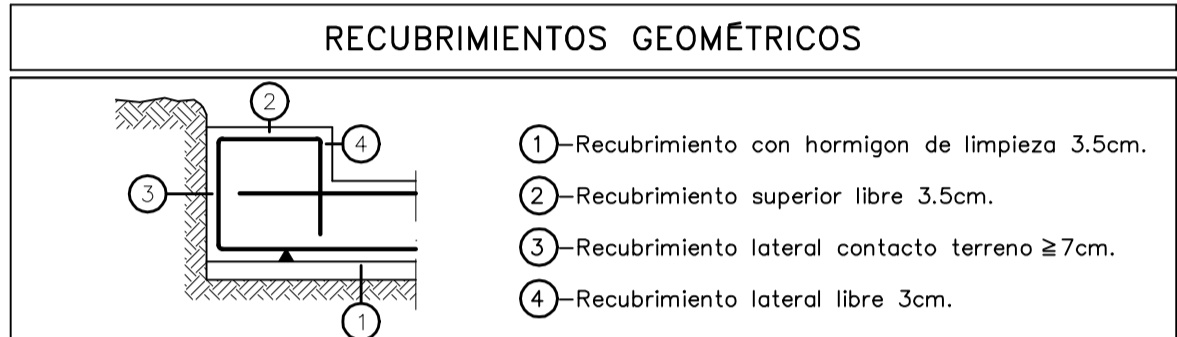 RECUBRIMIENTOS GEOMÉTRICOS
2
4
3
1
1-Recubrimiento con hormigon de limpieza 3.5cm.
2-Recubrimiento superior libre 3.5cm.
3-Recubrimiento lateral contacto terreno ≧7cm.
4-Recubrimiento lateral libre 3cm.